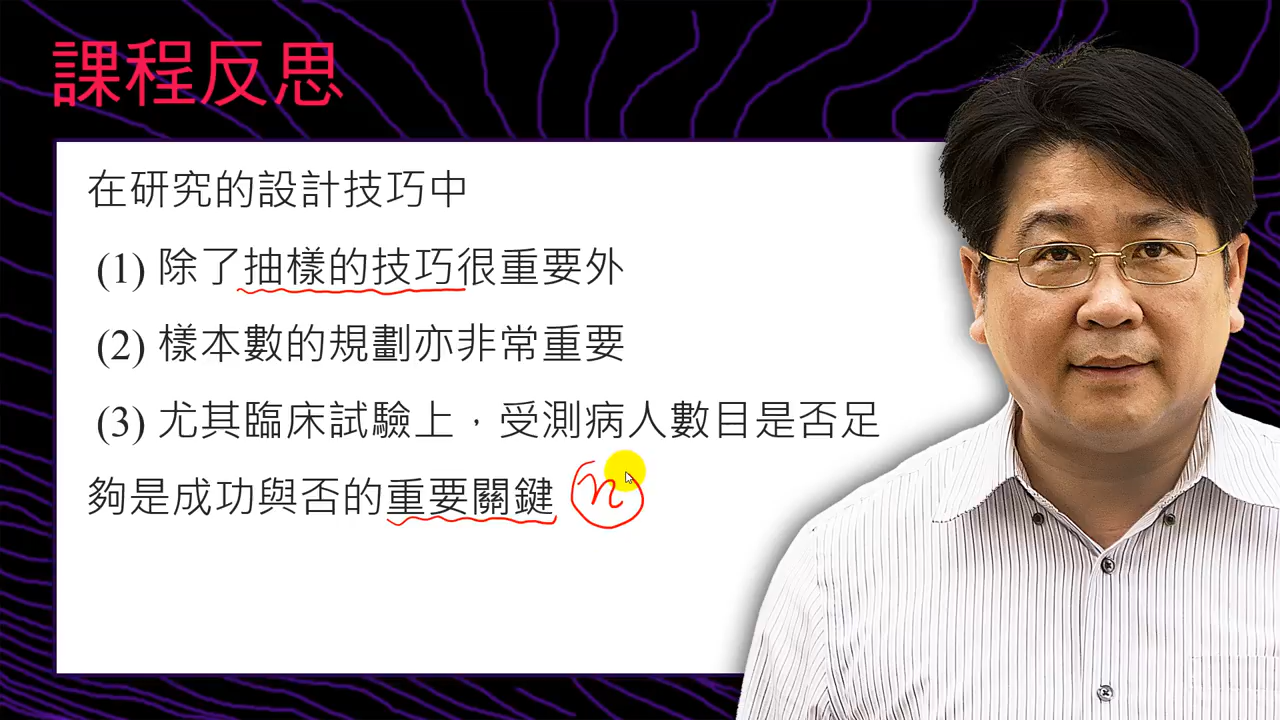 課程反思
在研究的設計技巧中
(1) 除了抽樣的技巧很重要外
(2) 樣本數的規劃亦非常重要
(3) 尤其臨床試驗上，受測病人數目是否足
夠是成功與否的重要關鍵 n